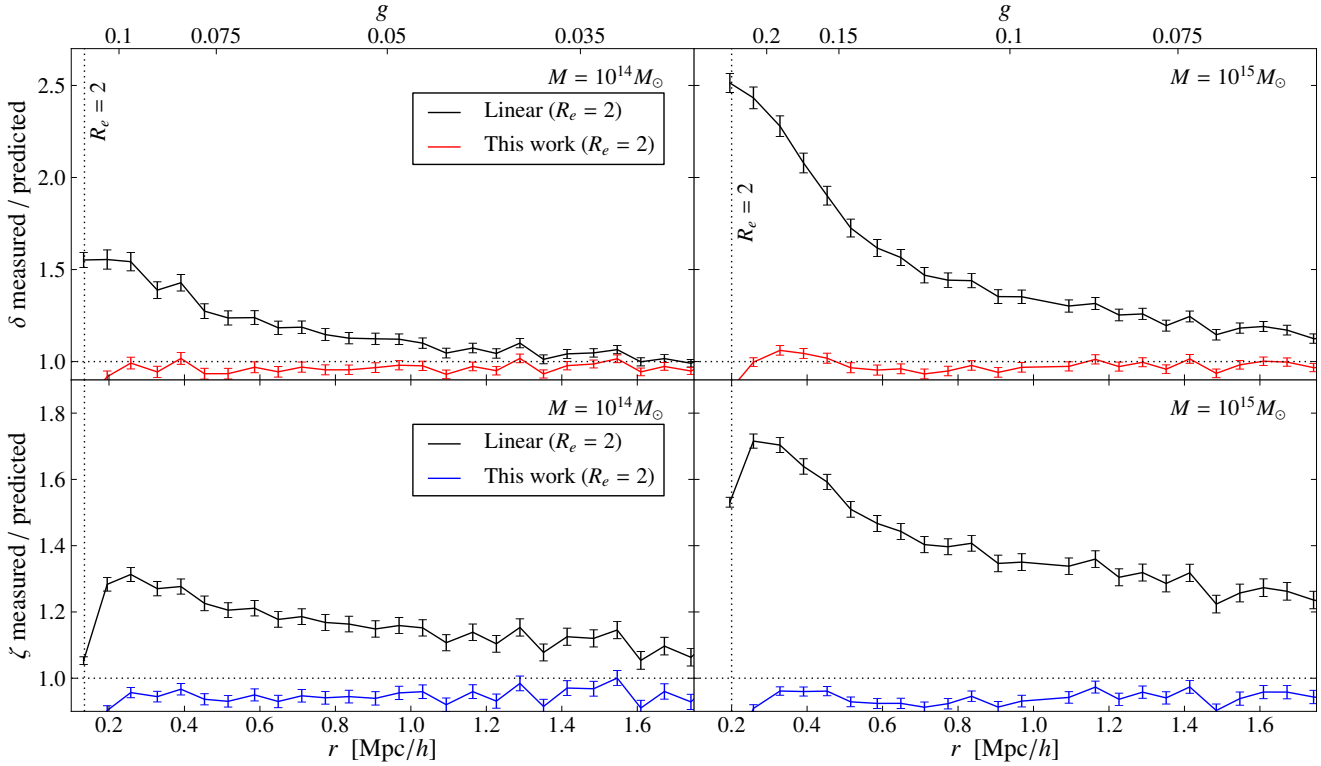 g
g
0.1 0.075 0.05 0.035
0.2 0.15 0.1 0.075
δ measured / predicted
2.5
2.0
1.5
1.0
R_e = 2
M = 10^14 M_⊙
Linear (R_e = 2)
This work (R_e = 2)
R_e = 2
M = 10^15 M_⊙
ζ measured / predicted
1.8
1.6
1.4
1.2
1.0
M = 10^14 M_⊙
Linear (R_e = 2)
This work (R_e = 2)
M = 10^15 M_⊙
0.2 0.4 0.6 0.8 1.0 1.2 1.4 1.6
0.2 0.4 0.6 0.8 1.0 1.2 1.4 1.6
r [Mpc/h]
r [Mpc/h]